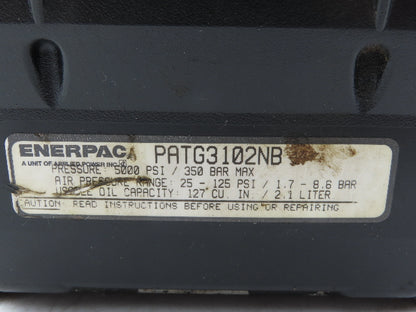 ENERPAC PATG3102NB
A UNIT OF APPLIED POWER INC.
PRESSURE: 5000 PSI / 350 BAR MAX
AIR PRESSURE RANGE: 25 - 125 PSI / 1.7 - 8.6 BAR
USABLE OIL CAPACITY: 127 CU. IN. / 2.1 LITER
CAUTION: READ INSTRUCTIONS BEFORE USING OR REPAIRING